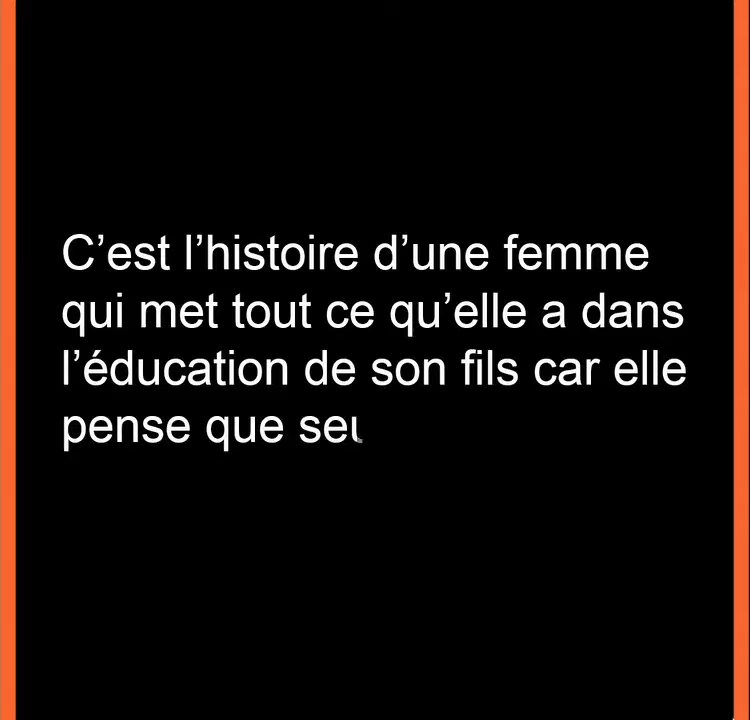 C’est l’histoire d’une femme
qui met tout ce qu’elle a dans
l’éducation de son fils car elle
pense que se